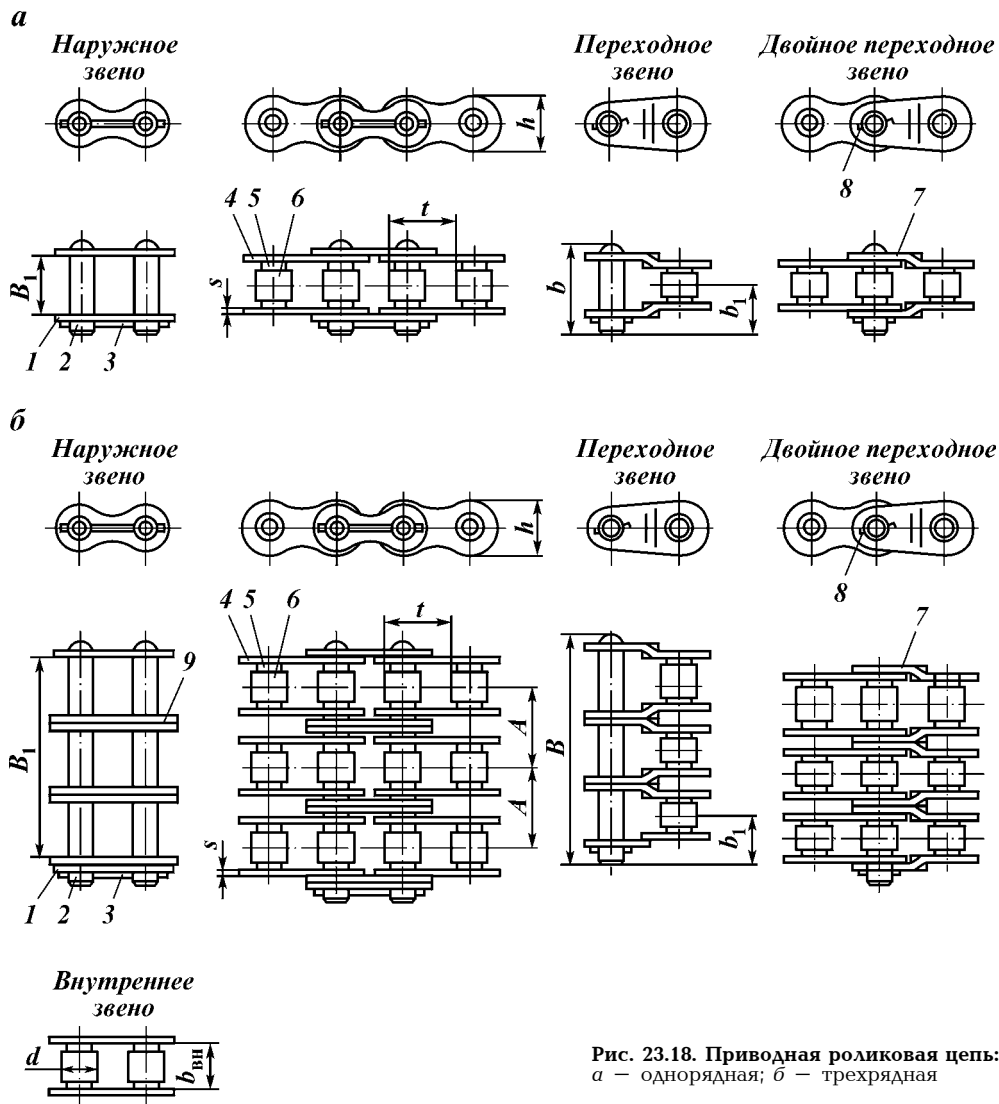 а
Наружное
звено
Переходное
звено
Двойное переходное
звено
h
8
4 5 6
t
7
B₁
s
b
b₁
1 2 3
б
Наружное
звено
Переходное
звено
Двойное переходное
звено
h
8
4 5 6
t
7
9
B₁
A
B
A
s
b₁
1 2 3
Внутреннее
звено
d
bвн
Рис. 23.18. Приводная роликовая цепь:
а — однорядная; б — трехрядная